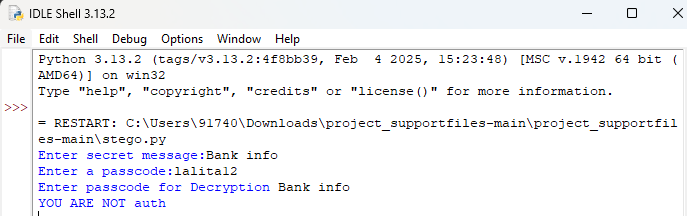 IDLE Shell 3.13.2
File Edit Shell Debug Options Window Help
Python 3.13.2 (tags/v3.13.2:4f8bb39, Feb  4 2025, 15:23:48) [MSC v.1942 64 bit (
AMD64)] on win32
Type "help", "copyright", "credits" or "license()" for more information.
>>>
= RESTART: C:\Users\91740\Downloads\project_supportfiles-main\project_supportfil
es-main\stego.py
Enter secret message:Bank info
Enter a passcode:lalita12
Enter passcode for Decryption Bank info
YOU ARE NOT auth